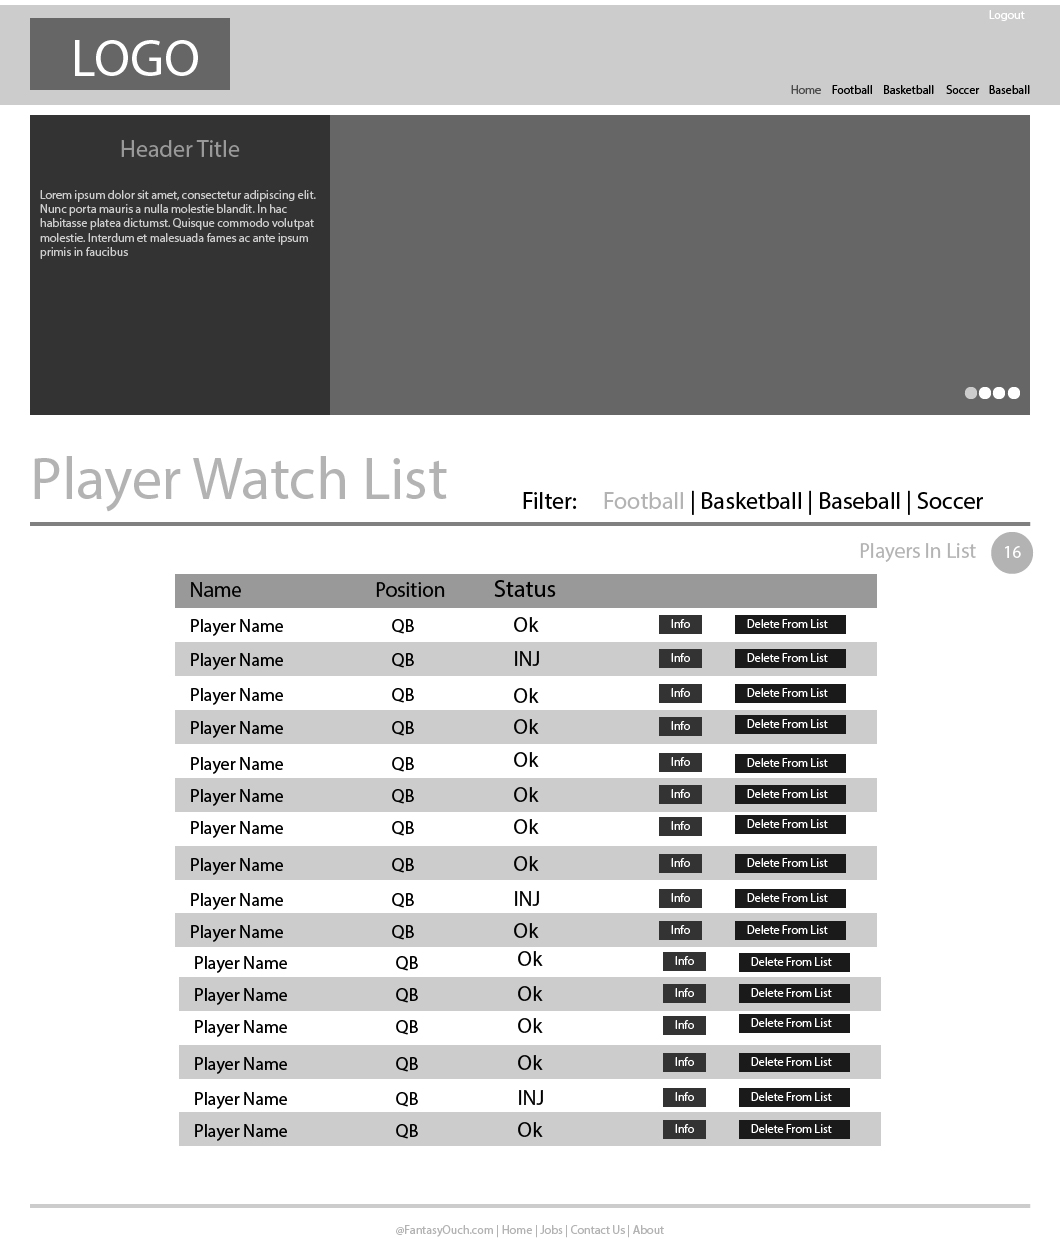 Logout
LOGO
Home Football Basketball Soccer Baseball
Header Title
Lorem ipsum dolor sit amet, consectetur adipiscing elit.
Nunc porta mauris a nulla molestie blandit. In hac
habitasse platea dictumst. Quisque commodo volutpat
molestie. Interdum et malesuada fames ac ante ipsum
primis in faucibus
Player Watch List
Filter: Football | Basketball | Baseball | Soccer
Players In List 16
Name Position Status
Player Name QB Ok Info Delete From List
Player Name QB INJ Info Delete From List
Player Name QB Ok Info Delete From List
Player Name QB Ok Info Delete From List
Player Name QB Ok Info Delete From List
Player Name QB Ok Info Delete From List
Player Name QB Ok Info Delete From List
Player Name QB Ok Info Delete From List
Player Name QB INJ Info Delete From List
Player Name QB Ok Info Delete From List
Player Name QB Ok Info Delete From List
Player Name QB Ok Info Delete From List
Player Name QB Ok Info Delete From List
Player Name QB Ok Info Delete From List
Player Name QB INJ Info Delete From List
Player Name QB Ok Info Delete From List
@FantasyOuch.com | Home | Jobs | Contact Us | About